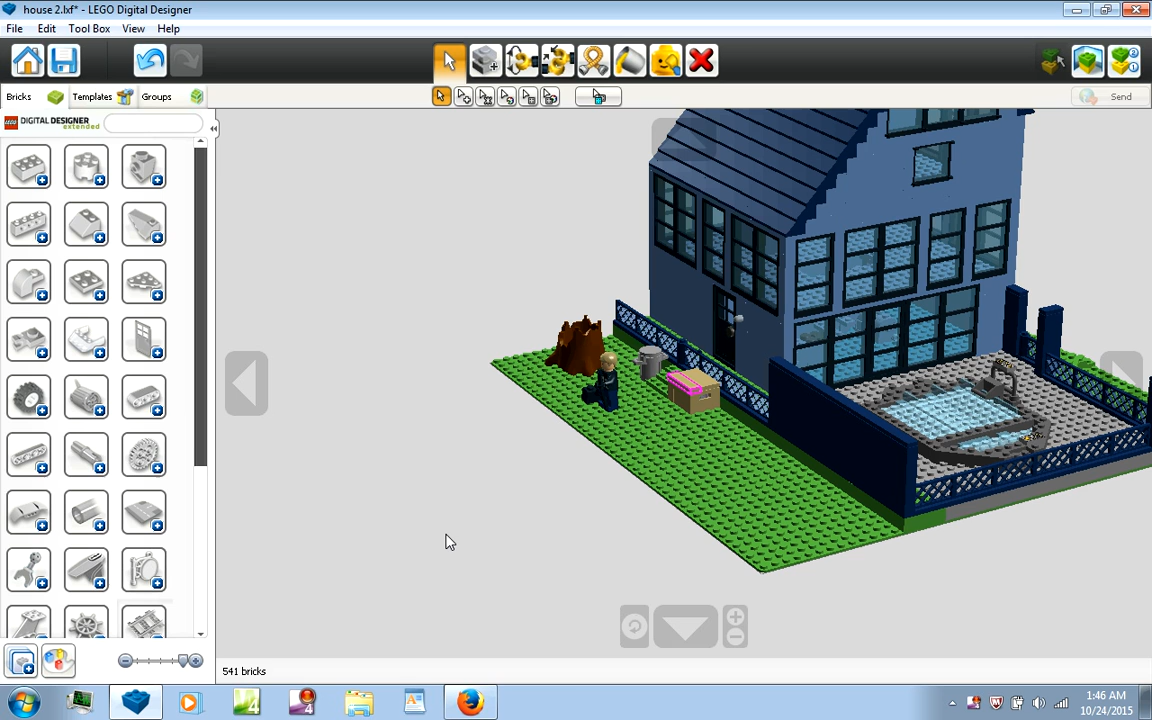 house 2.lxf* - LEGO Digital Designer
File Edit Tool Box View Help
Bricks Templates Groups Send
LEGO DIGITAL DESIGNER
extended
541 bricks
1:46 AM
10/24/2015